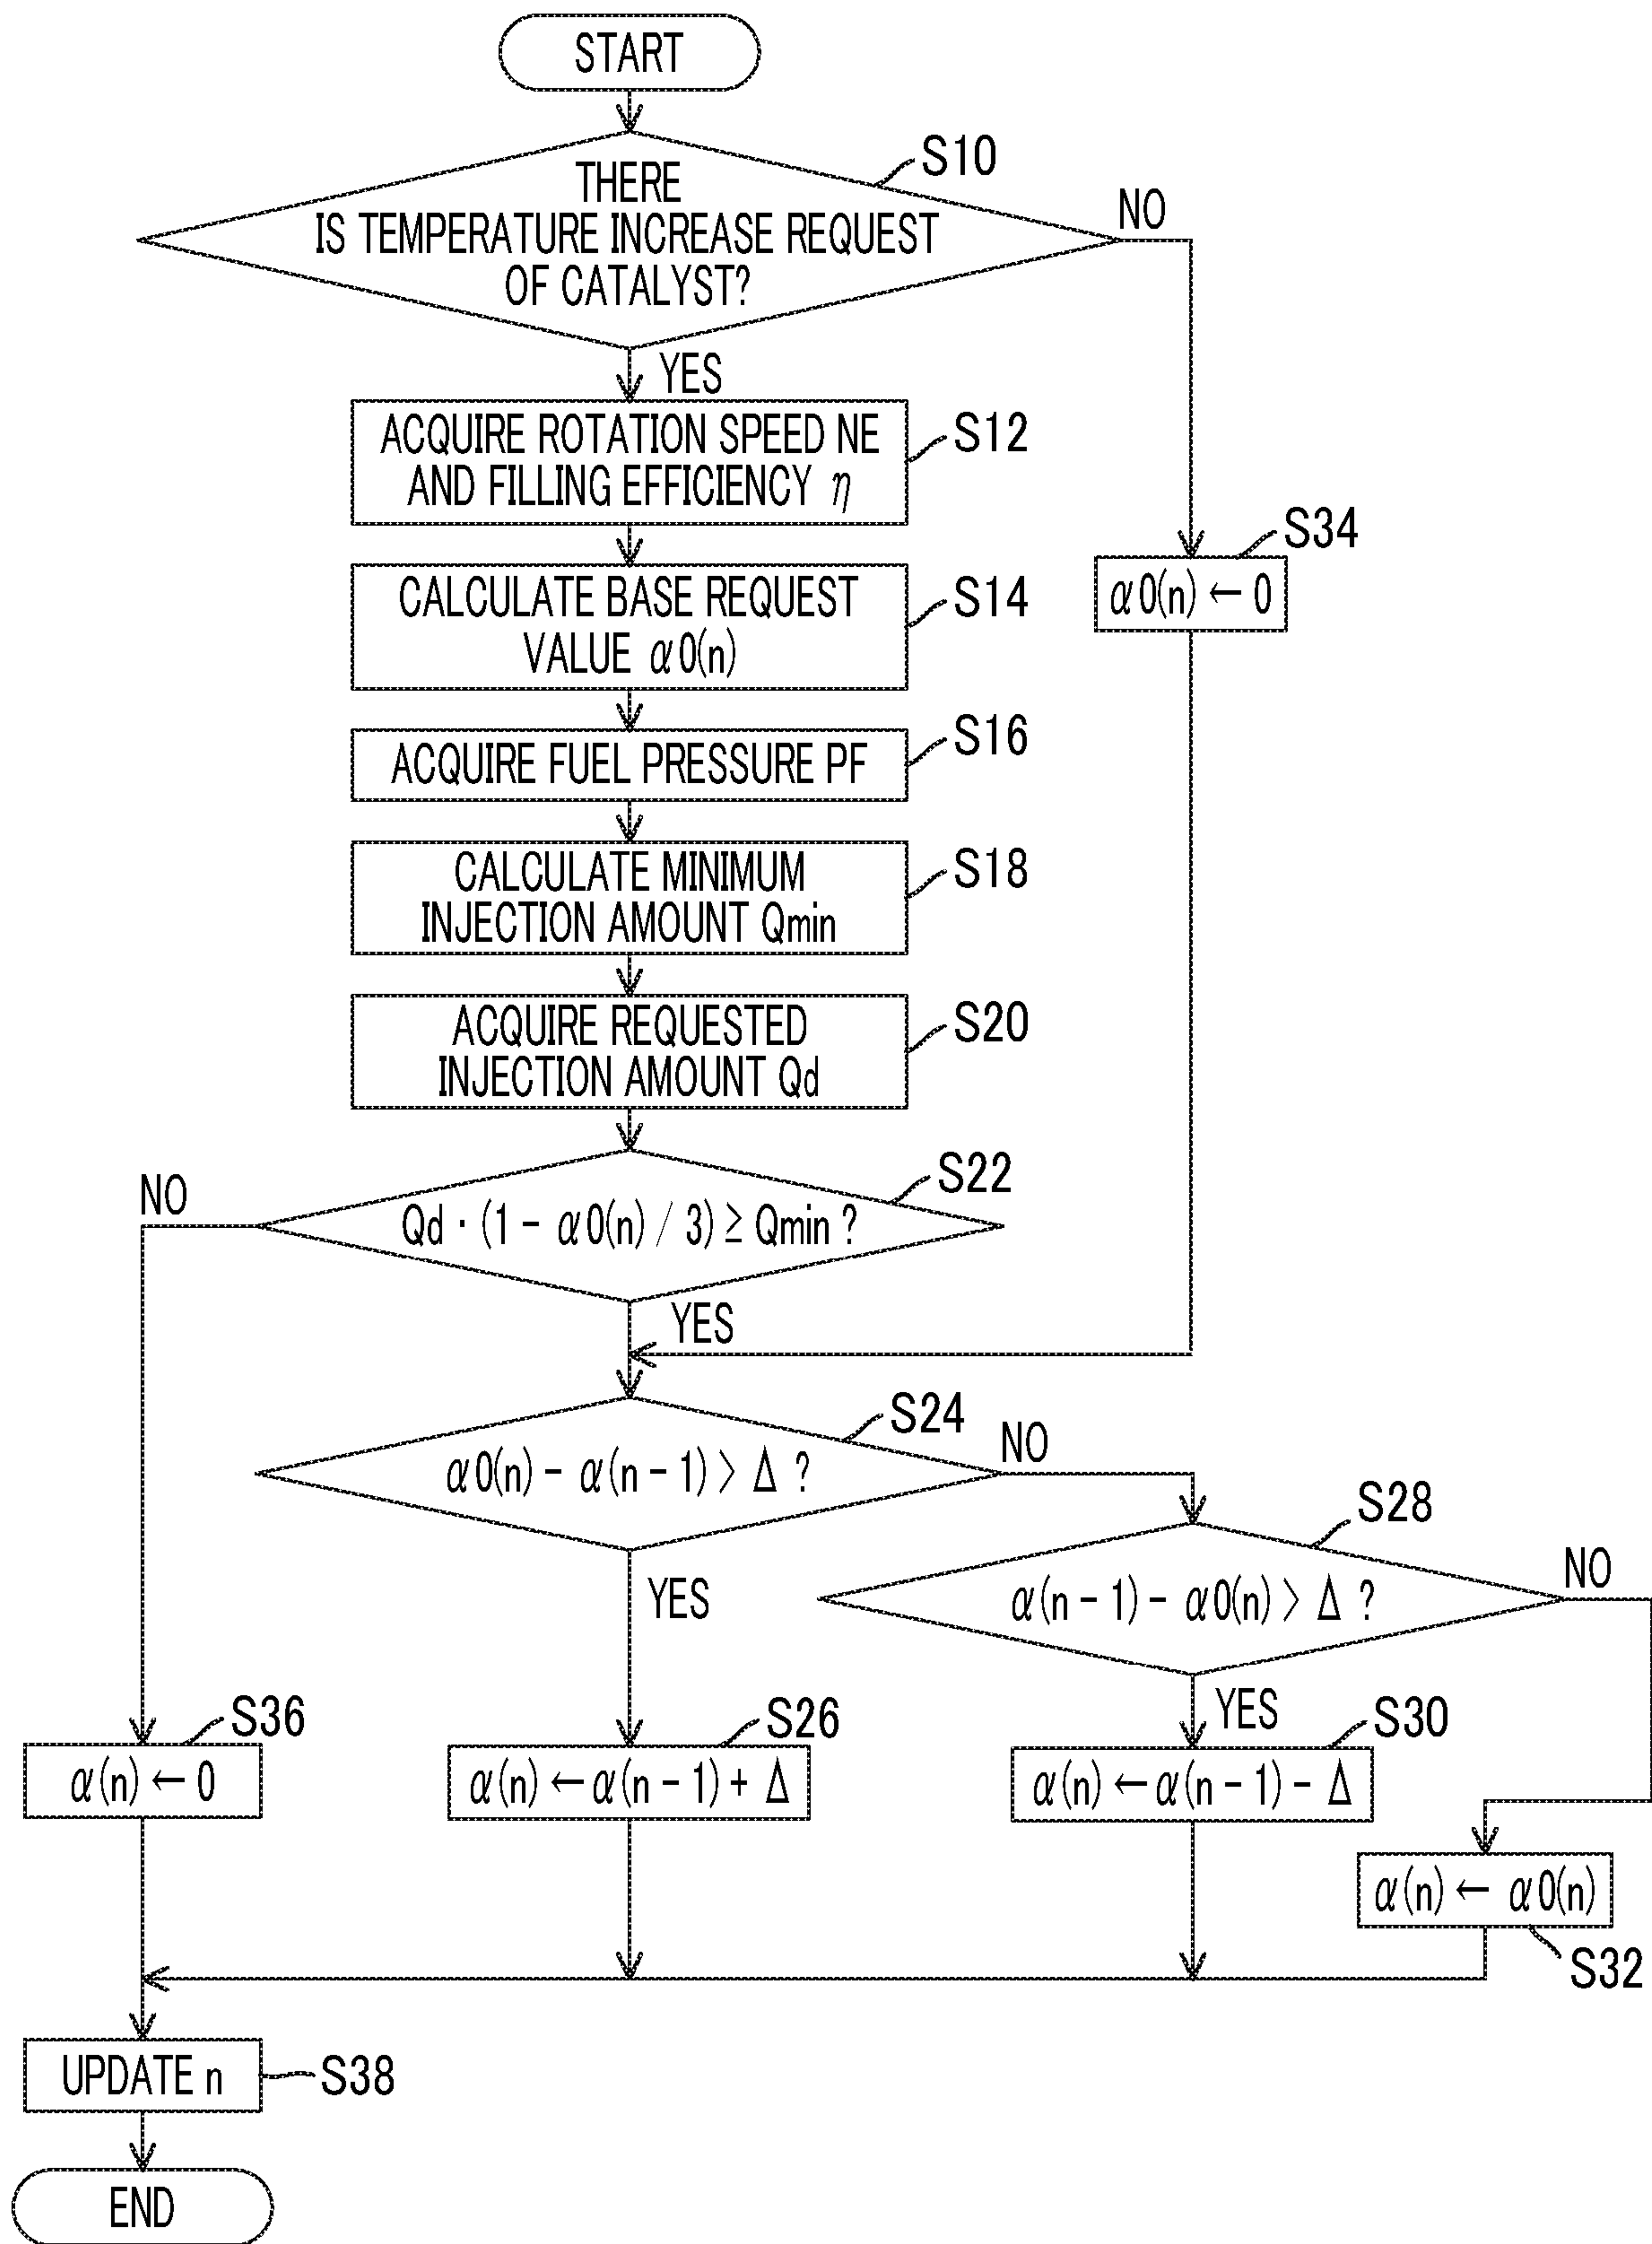 START
S10
THERE
IS TEMPERATURE INCREASE REQUEST
OF CATALYST?
NO
YES
ACQUIRE ROTATION SPEED NE
AND FILLING EFFICIENCY η
S12
S34
α0(n) ← 0
CALCULATE BASE REQUEST
VALUE α0(n)
S14
ACQUIRE FUEL PRESSURE PF
S16
CALCULATE MINIMUM
INJECTION AMOUNT Qmin
S18
ACQUIRE REQUESTED
INJECTION AMOUNT Qd
S20
NO
S22
Qd · (1 - α0(n) / 3) ≥ Qmin ?
YES
S24
α0(n) - α(n - 1) > Δ ?
NO
YES
S28
α(n - 1) - α0(n) > Δ ?
NO
YES
S36
α(n) ← 0
S26
α(n) ← α(n - 1) + Δ
S30
α(n) ← α(n - 1) - Δ
α(n) ← α0(n)
S32
UPDATE n
S38
END